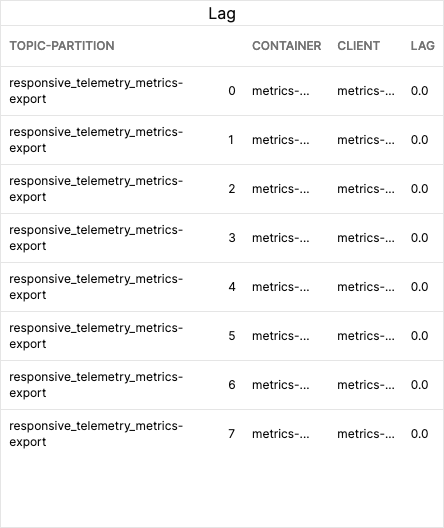 Lag
TOPIC-PARTITION CONTAINER CLIENT LAG
responsive_telemetry_metrics-
export 0 metrics-... metrics-... 0.0
responsive_telemetry_metrics-
export 1 metrics-... metrics-... 0.0
responsive_telemetry_metrics-
export 2 metrics-... metrics-... 0.0
responsive_telemetry_metrics-
export 3 metrics-... metrics-... 0.0
responsive_telemetry_metrics-
export 4 metrics-... metrics-... 0.0
responsive_telemetry_metrics-
export 5 metrics-... metrics-... 0.0
responsive_telemetry_metrics-
export 6 metrics-... metrics-... 0.0
responsive_telemetry_metrics-
export 7 metrics-... metrics-... 0.0